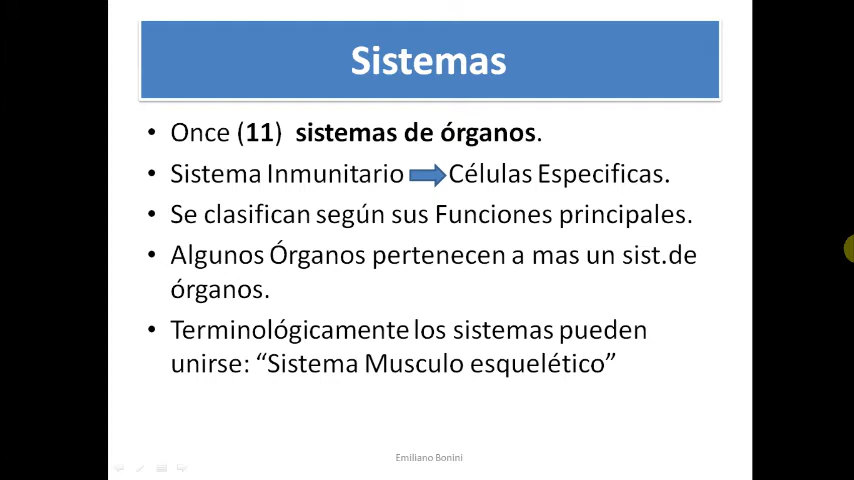 Sistemas
• Once (11) sistemas de órganos.
• Sistema Inmunitario Células Especificas.
• Se clasifican según sus Funciones principales.
• Algunos Órganos pertenecen a mas un sist.de
órganos.
• Terminológicamente los sistemas pueden
unirse: “Sistema Musculo esquelético”
Emiliano Bonini